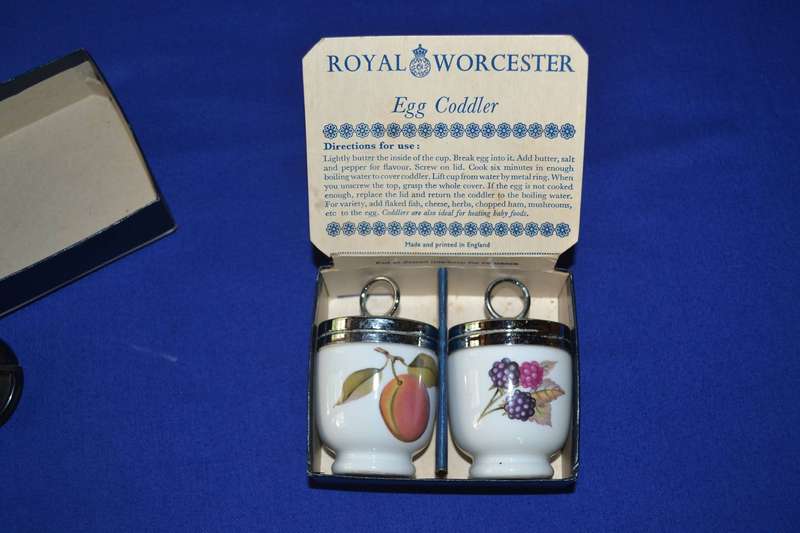 ROYAL WORCESTER
Egg Coddler
Directions for use :
Lightly butter the inside of the cup. Break egg into it. Add butter, salt
and pepper for flavour. Screw on lid. Cook six minutes in enough
boiling water to cover coddler. Lift cup from water by metal ring. When
you unscrew the top, grasp the whole cover. If the egg is not cooked
enough, replace the lid and return the coddler to the boiling water.
For variety, add flaked fish, cheese, herbs, chopped ham, mushrooms,
etc to the egg. Coddlers are also ideal for heating baby foods.
Made and printed in England